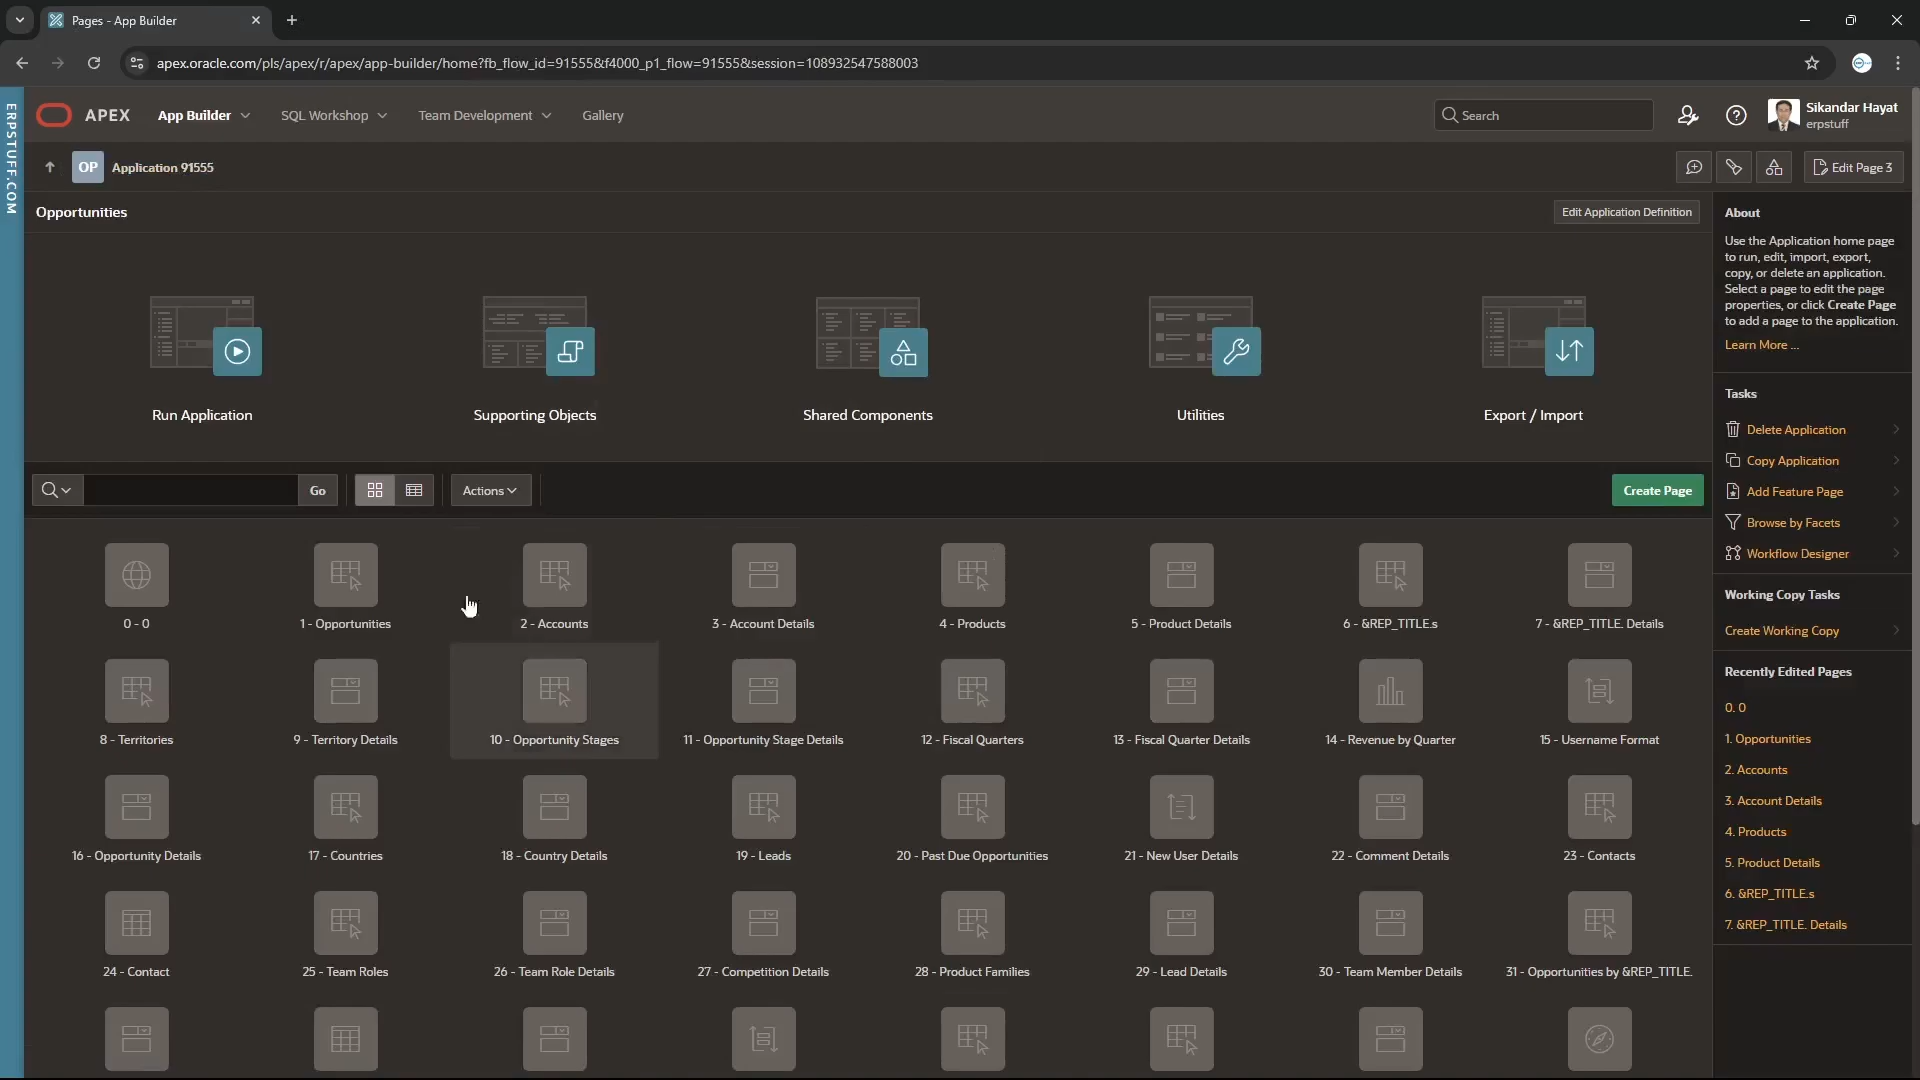 Pages - App Builder
apex.oracle.com/pls/apex/r/apex/app-builder/home?fb_flow_id=91555&f4000_p1_flow=91555&session=108932547588003
ERPSTUFF.COM
APEX
App Builder
SQL Workshop
Team Development
Gallery
Search
Sikandar Hayat
erpstuff
OP
Application 91555
Edit Page 3
Opportunities
Edit Application Definition
Run Application
Supporting Objects
Shared Components
Utilities
Export / Import
Go
Actions
Create Page
0 - 0
1 - Opportunities
2 - Accounts
3 - Account Details
4 - Products
5 - Product Details
6 - &REP_TITLE.s
7 - &REP_TITLE. Details
8 - Territories
9 - Territory Details
10 - Opportunity Stages
11 - Opportunity Stage Details
12 - Fiscal Quarters
13 - Fiscal Quarter Details
14 - Revenue by Quarter
15 - Username Format
16 - Opportunity Details
17 - Countries
18 - Country Details
19 - Leads
20 - Past Due Opportunities
21 - New User Details
22 - Comment Details
23 - Contacts
24 - Contact
25 - Team Roles
26 - Team Role Details
27 - Competition Details
28 - Product Families
29 - Lead Details
30 - Team Member Details
31 - Opportunities by &REP_TITLE.
About
Use the Application home page
to run, edit, import, export,
copy, or delete an application.
Select a page to edit the page
properties, or click Create Page
to add a page to the application.
Learn More ...
Tasks
Delete Application
Copy Application
Add Feature Page
Browse by Facets
Workflow Designer
Working Copy Tasks
Create Working Copy
Recently Edited Pages
0. 0
1. Opportunities
2. Accounts
3. Account Details
4. Products
5. Product Details
6. &REP_TITLE.s
7. &REP_TITLE. Details